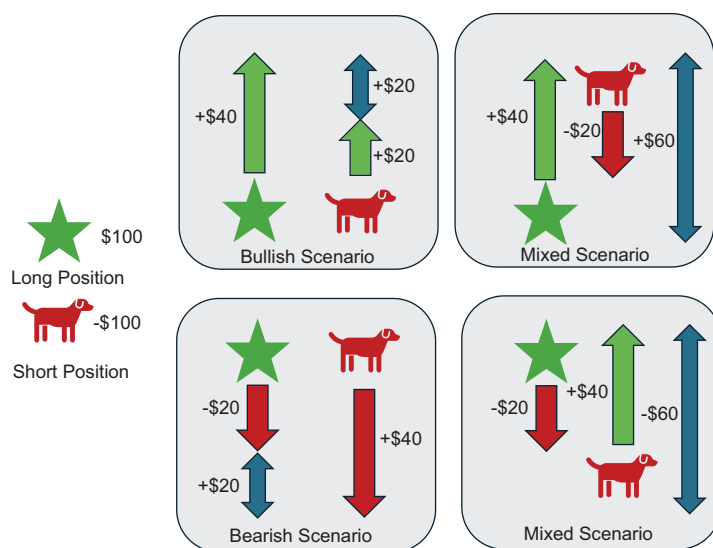 $100
Long Position
-$100
Short Position
+$40
+$20
+$20
Bullish Scenario
+$40
-$20
+$60
Mixed Scenario
-$20
+$20
+$40
Bearish Scenario
-$20
+$40
-$60
Mixed Scenario